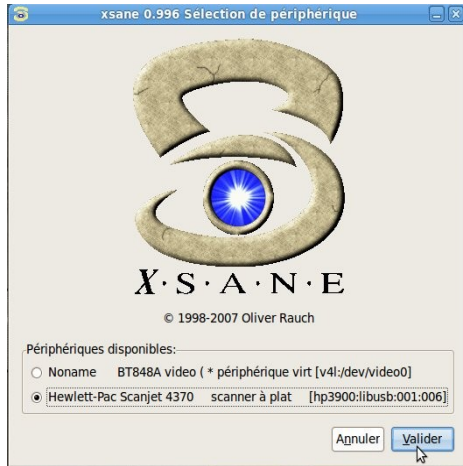 xsane 0.996 Sélection de périphérique
X·S·A·N·E
© 1998-2007 Oliver Rauch
Périphériques disponibles:
Noname BT848A video ( * périphérique virt [v4l:/dev/video0]
Hewlett-Pac Scanjet 4370 scanner à plat [hp3900:libusb:001:006]
Annuler Valider